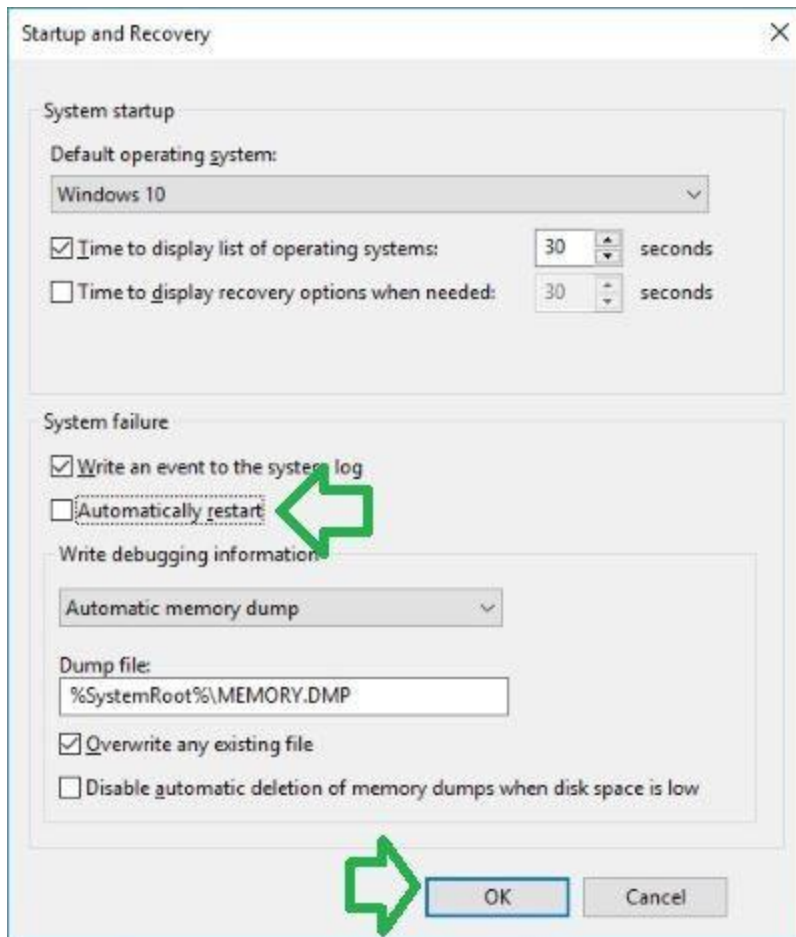 Startup and Recovery
System startup
Default operating system:
Windows 10
Time to display list of operating systems: 30 seconds
Time to display recovery options when needed: 30 seconds
System failure
Write an event to the system log
Automatically restart
Write debugging information
Automatic memory dump
Dump file:
%SystemRoot%\MEMORY.DMP
Overwrite any existing file
Disable automatic deletion of memory dumps when disk space is low
OK Cancel